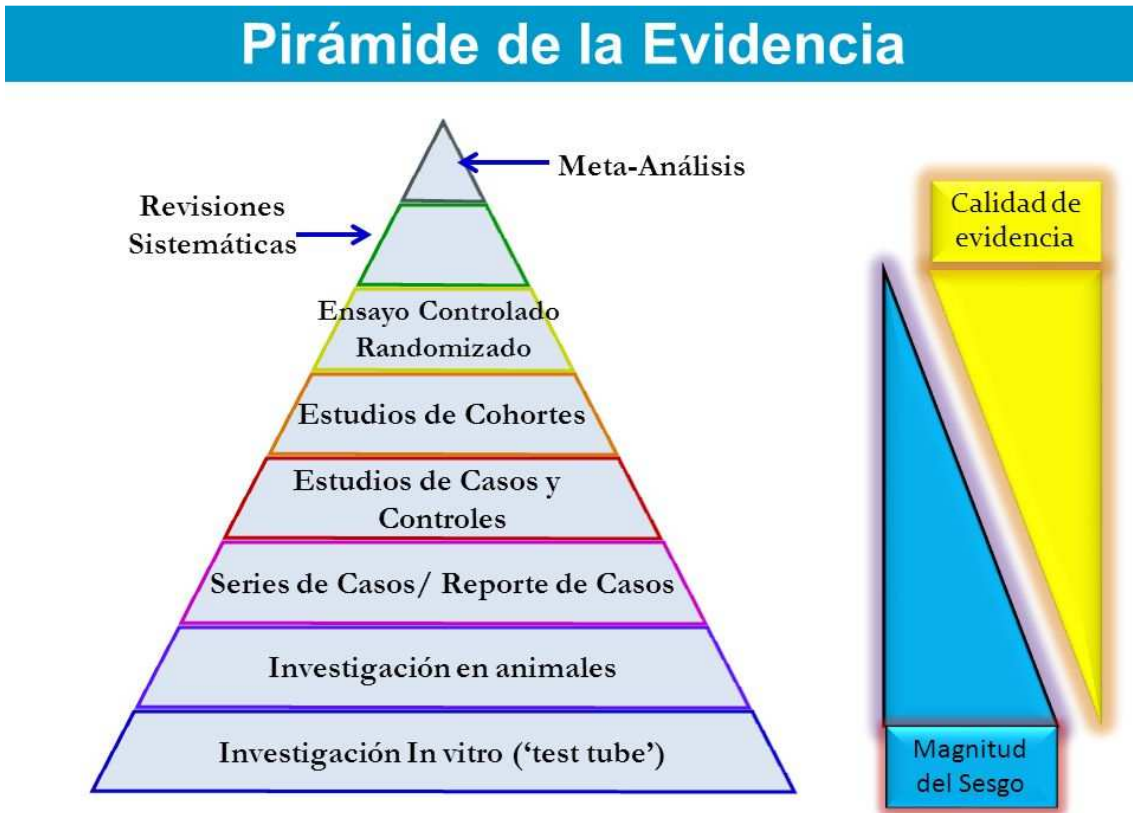 Pirámide de la Evidencia
Meta-Análisis
Revisiones
Sistemáticas
Calidad de
evidencia
Ensayo Controlado
Randomizado
Estudios de Cohortes
Estudios de Casos y
Controles
Series de Casos/ Reporte de Casos
Investigación en animales
Investigación In vitro (‘test tube’)
Magnitud
del Sesgo